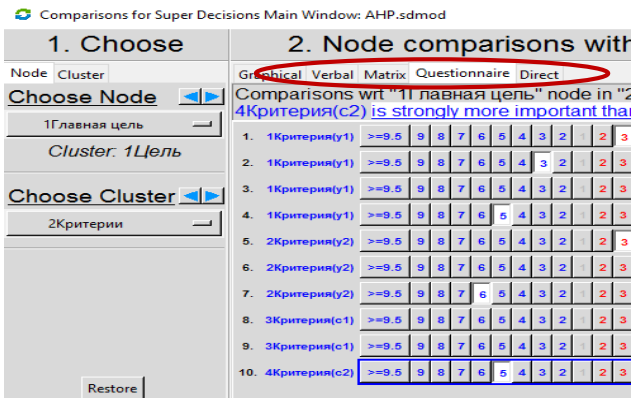 Comparisons for Super Decisions Main Window: AHP.sdmod
1. Choose
2. Node comparisons with
Node Cluster
Graphical Verbal Matrix Questionnaire Direct
Choose Node
Comparisons wrt "1Главная цель" node in "2
4Критерия(c2) is strongly more important than
1Главная цель
Cluster: 1Цель
Choose Cluster
2Критерии
1. 1Критерия(y1) >=9.5 9 8 7 6 5 4 3 2 1 2 3
2. 1Критерия(y1) >=9.5 9 8 7 6 5 4 3 2 1 2 3
3. 1Критерия(y1) >=9.5 9 8 7 6 5 4 3 2 1 2 3
4. 1Критерия(y1) >=9.5 9 8 7 6 5 4 3 2 1 2 3
5. 2Критерия(y2) >=9.5 9 8 7 6 5 4 3 2 1 2 3
6. 2Критерия(y2) >=9.5 9 8 7 6 5 4 3 2 1 2 3
7. 2Критерия(y2) >=9.5 9 8 7 6 5 4 3 2 1 2 3
8. 3Критерия(c1) >=9.5 9 8 7 6 5 4 3 2 1 2 3
9. 3Критерия(c1) >=9.5 9 8 7 6 5 4 3 2 1 2 3
10. 4Критерия(c2) >=9.5 9 8 7 6 5 4 3 2 1 2 3
Restore